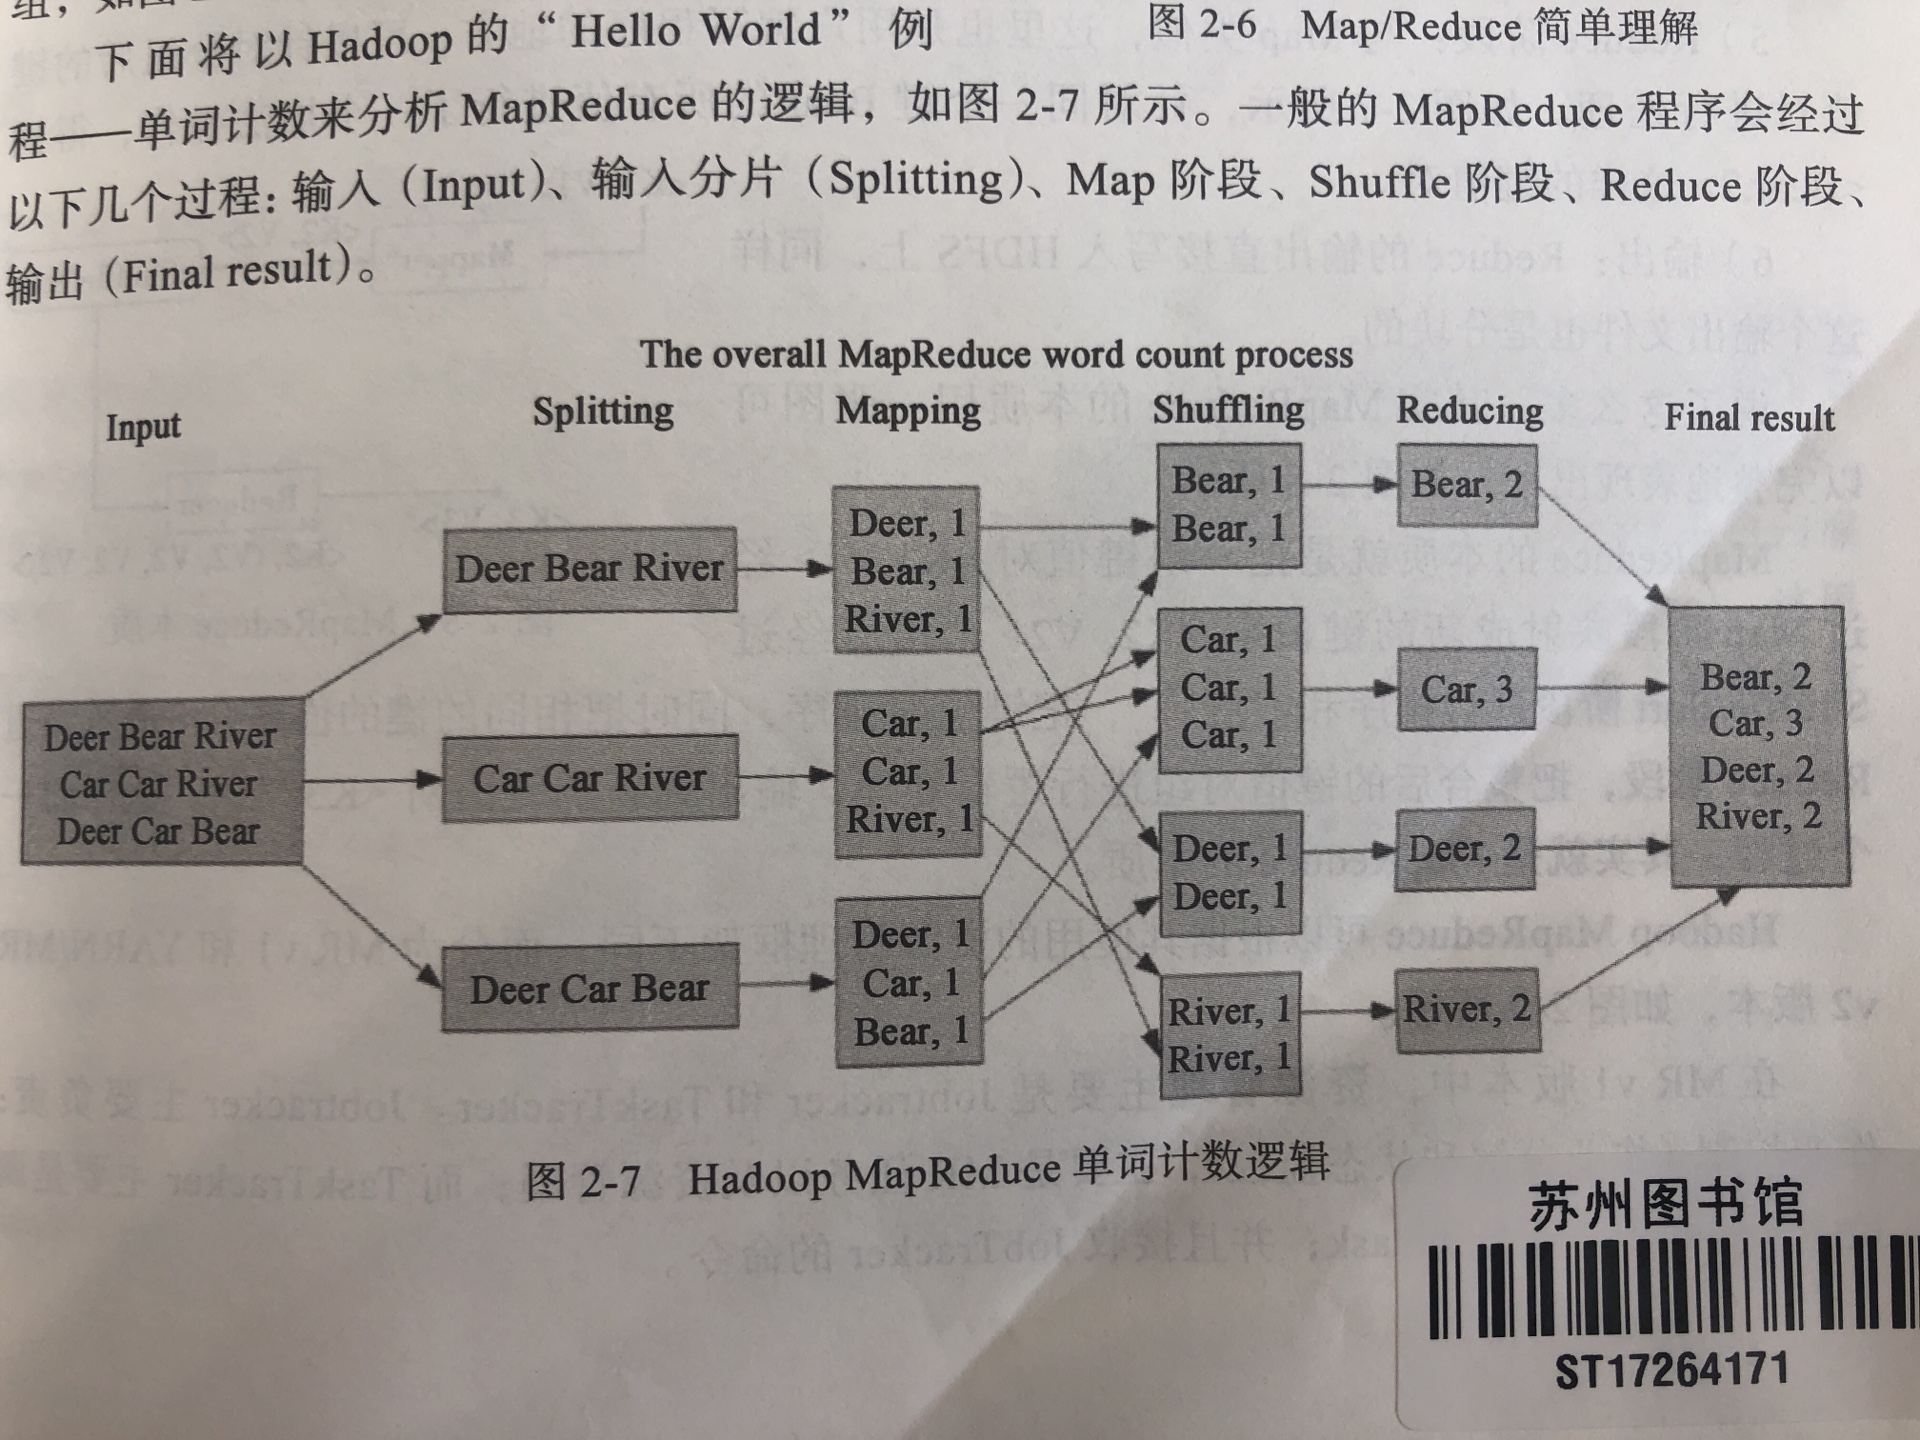 组，如图
下面将以 Hadoop 的 “Hello World” 例
图 2-6 Map/Reduce 简单理解
程——单词计数来分析 MapReduce 的逻辑，如图 2-7 所示。一般的 MapReduce 程序会经过
以下几个过程：输入（Input）、输入分片（Splitting）、Map 阶段、Shuffle 阶段、Reduce 阶段、
输出（Final result）。
The overall MapReduce word count process
Input
Splitting
Mapping
Shuffling
Reducing
Final result
Deer Bear River
Car Car River
Deer Car Bear
Deer Bear River
Car Car River
Deer Car Bear
Deer, 1
Bear, 1
River, 1
Car, 1
Car, 1
River, 1
Deer, 1
Car, 1
Bear, 1
Bear, 1
Bear, 1
Car, 1
Car, 1
Car, 1
Deer, 1
Deer, 1
River, 1
River, 1
Bear, 2
Car, 3
Deer, 2
River, 2
Bear, 2
Car, 3
Deer, 2
River, 2
图 2-7 Hadoop MapReduce 单词计数逻辑
苏州图书馆
ST17264171